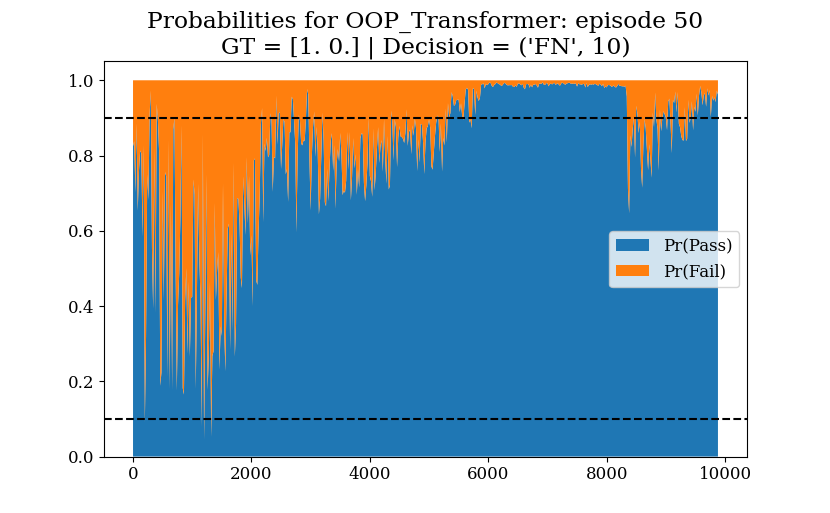 Probabilities for OOP_Transformer: episode 50
GT = [1. 0.] | Decision = ('FN', 10)
1.0
0.8
0.6
0.4
0.2
0.0
Pr(Pass)
Pr(Fail)
0 2000 4000 6000 8000 10000